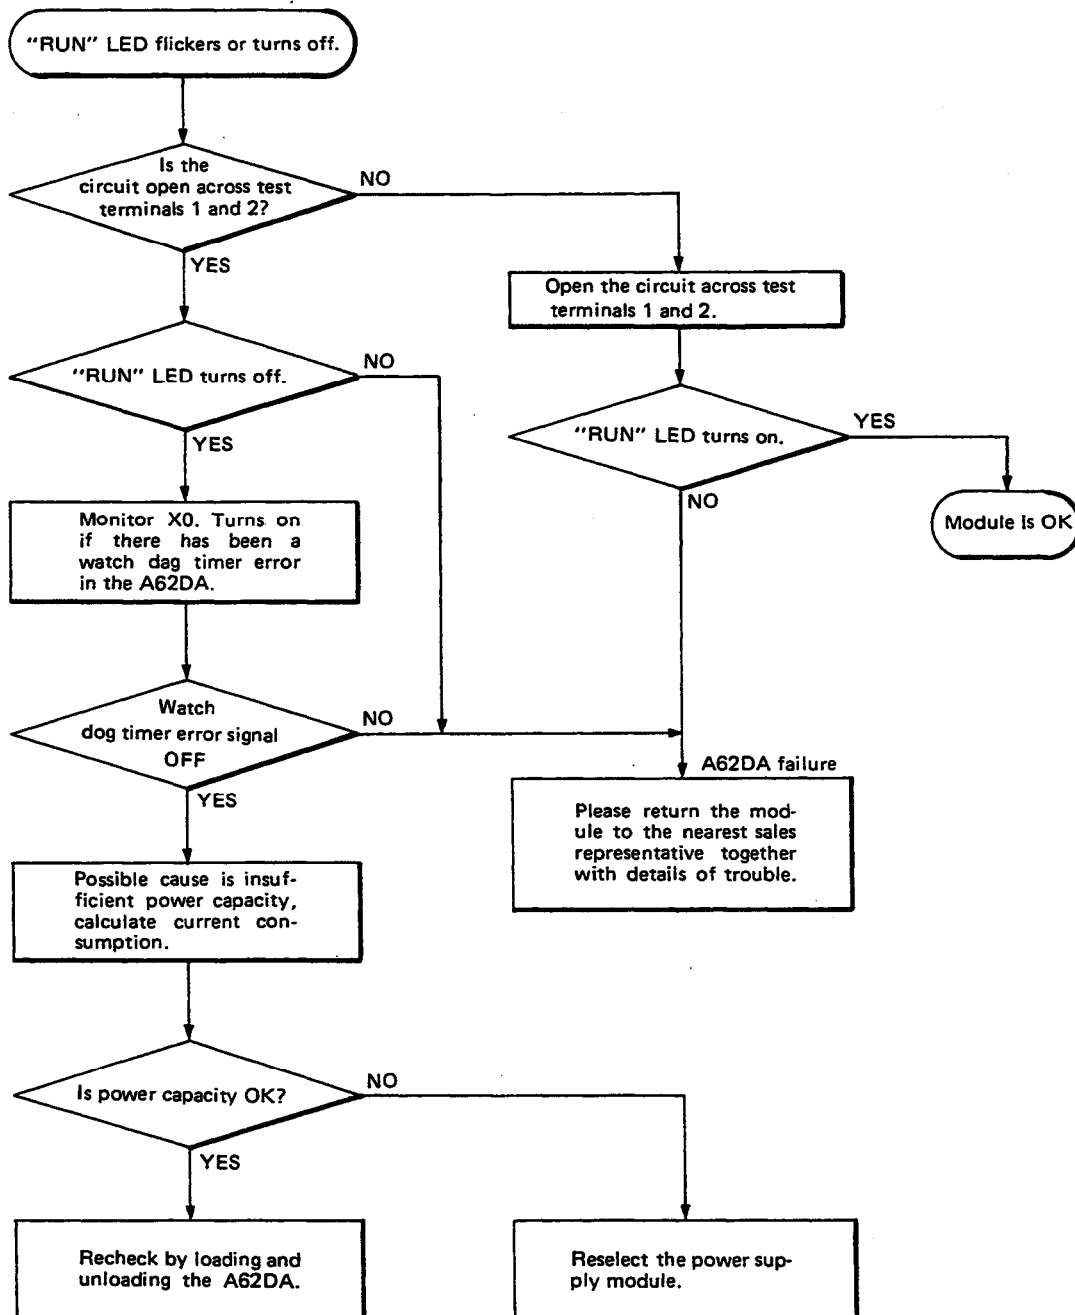 “RUN” LED flickers or turns off.
Is the
circuit open across test
terminals 1 and 2?
NO
YES
Open the circuit across test
terminals 1 and 2.
“RUN” LED turns off.
NO
YES
“RUN” LED turns on.
YES
NO
Module is OK
Monitor X0. Turns on
if there has been a
watch dag timer error
in the A62DA.
Watch
dog timer error signal
OFF
NO
YES
A62DA failure
Please return the mod-
ule to the nearest sales
representative together
with details of trouble.
Possible cause is insuf-
ficient power capacity,
calculate current con-
sumption.
Is power capacity OK?
NO
YES
Recheck by loading and
unloading the A62DA.
Reselect the power sup-
ply module.